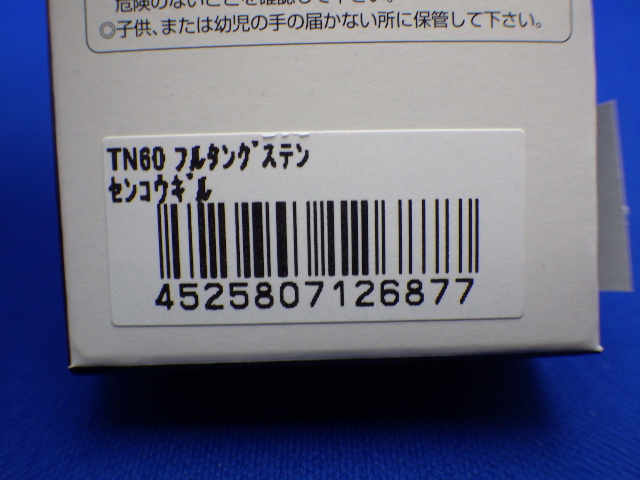 危険のないことを確認して下さい。
◎子供、または幼児の手の届かない所に保管して下さい。
TN60 フルタングステン
センコウギル
4525807126877